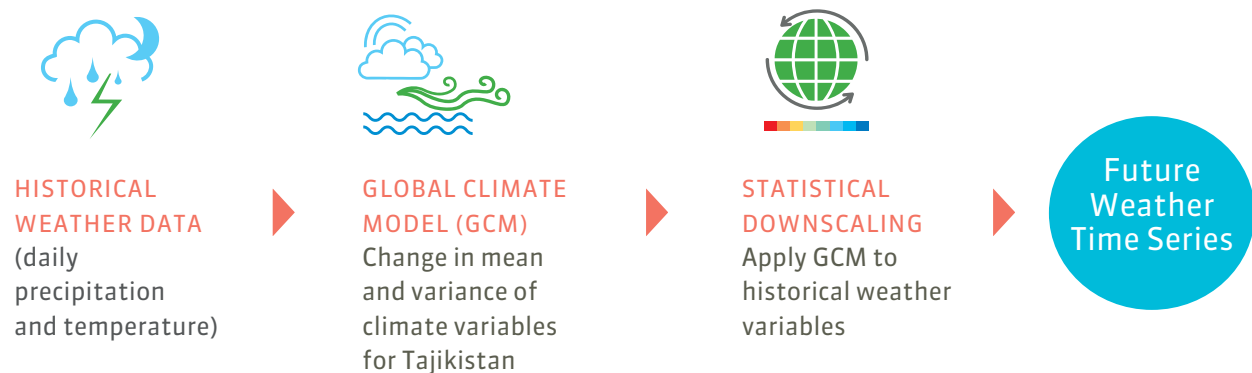 HISTORICAL
WEATHER DATA
(daily
precipitation
and temperature)
GLOBAL CLIMATE
MODEL (GCM)
Change in mean
and variance of
climate variables
for Tajikistan
STATISTICAL
DOWNSCALING
Apply GCM to
historical weather
variables
Future
Weather
Time Series